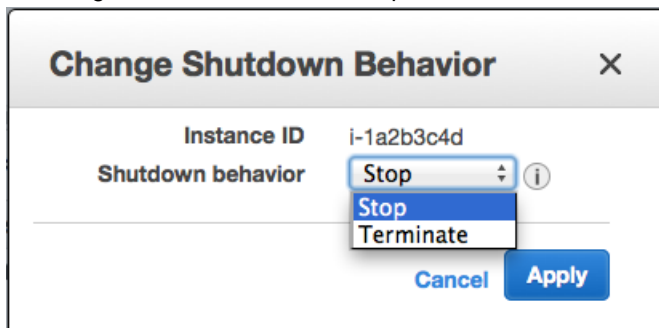 Change Shutdown Behavior
Instance ID i-1a2b3c4d
Shutdown behavior Stop
Stop
Terminate
Cancel Apply